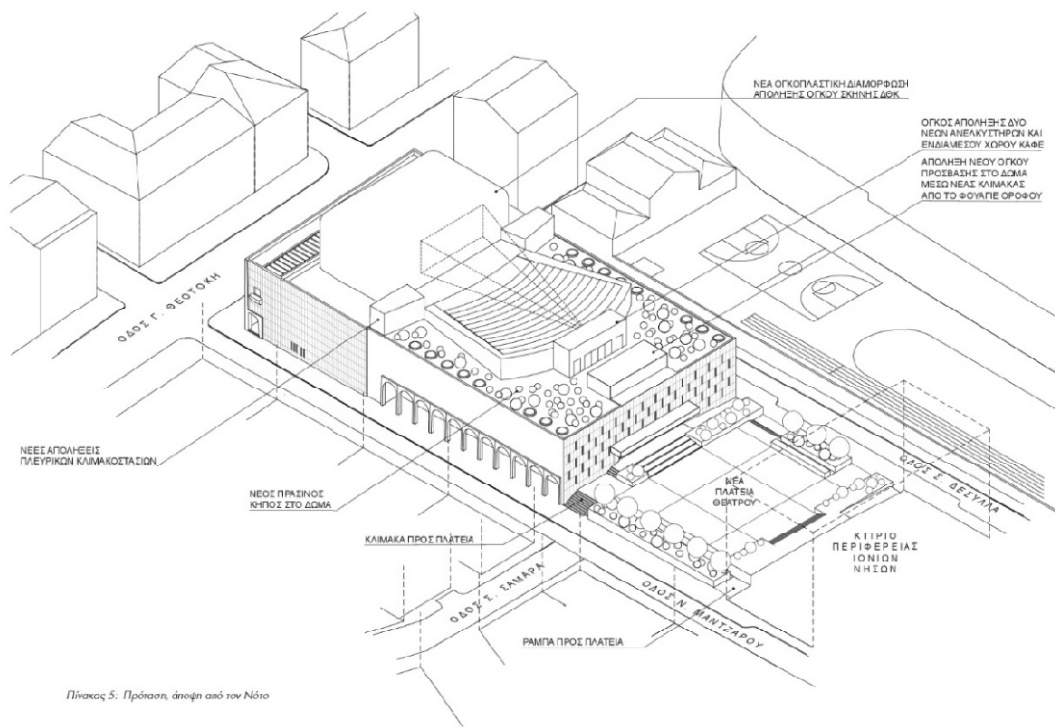 ΝΕΑ ΟΓΚΟΠΛΑΣΤΙΚΗ ΔΙΑΜΟΡΦΩΣΗ
ΑΠΟΛΗΞΗΣ ΟΓΚΟΥ ΣΚΗΝΗΣ ΔΘΚ
ΟΓΚΟΣ ΑΠΟΛΗΞΗΣ ΔΥΟ
ΝΕΩΝ ΑΝΕΛΚΥΣΤΗΡΩΝ ΚΑΙ
ΕΝΔΙΑΜΕΣΟΥ ΧΩΡΟΥ ΚΑΦΕ
ΑΠΟΛΗΞΗ ΝΕΟΥ ΟΓΚΟΥ
ΠΡΟΣΒΑΣΗΣ ΣΤΟ ΔΩΜΑ
ΜΕΣΩ ΝΕΑΣ ΚΛΙΜΑΚΑΣ
ΑΠΟ ΤΟ ΦΟΥΑΓΙΕ ΟΡΟΦΟΥ
ΟΔΟΣ Γ. ΘΕΟΤΟΚΗ
ΝΕΕΣ ΑΠΟΛΗΞΕΙΣ
ΠΛΕΥΡΙΚΩΝ ΚΛΙΜΑΚΟΣΤΑΣΙΩΝ
ΝΕΟΣ ΠΡΑΣΙΝΟΣ
ΚΗΠΟΣ ΣΤΟ ΔΩΜΑ
ΚΛΙΜΑΚΑ ΠΡΟΣ ΠΛΑΤΕΙΑ
ΝΕΑ
ΠΛΑΤΕΙΑ
ΘΕΑΤΡΟΥ
ΟΔΟΣ Σ. ΔΕΣΥΛΛΑ
ΚΤΙΡΙΟ
ΠΕΡΙΦΕΡΕΙΑΣ
ΙΟΝΙΩΝ
ΝΗΣΩΝ
ΟΔΟΣ Σ. ΣΑΜΑΡΑ
ΟΔΟΣ Ν. ΜΑΝΤΖΑΡΟΥ
ΡΑΜΠΑ ΠΡΟΣ ΠΛΑΤΕΙΑ
Πίνακας 5: Πρόταση, άποψη από τον Νότο